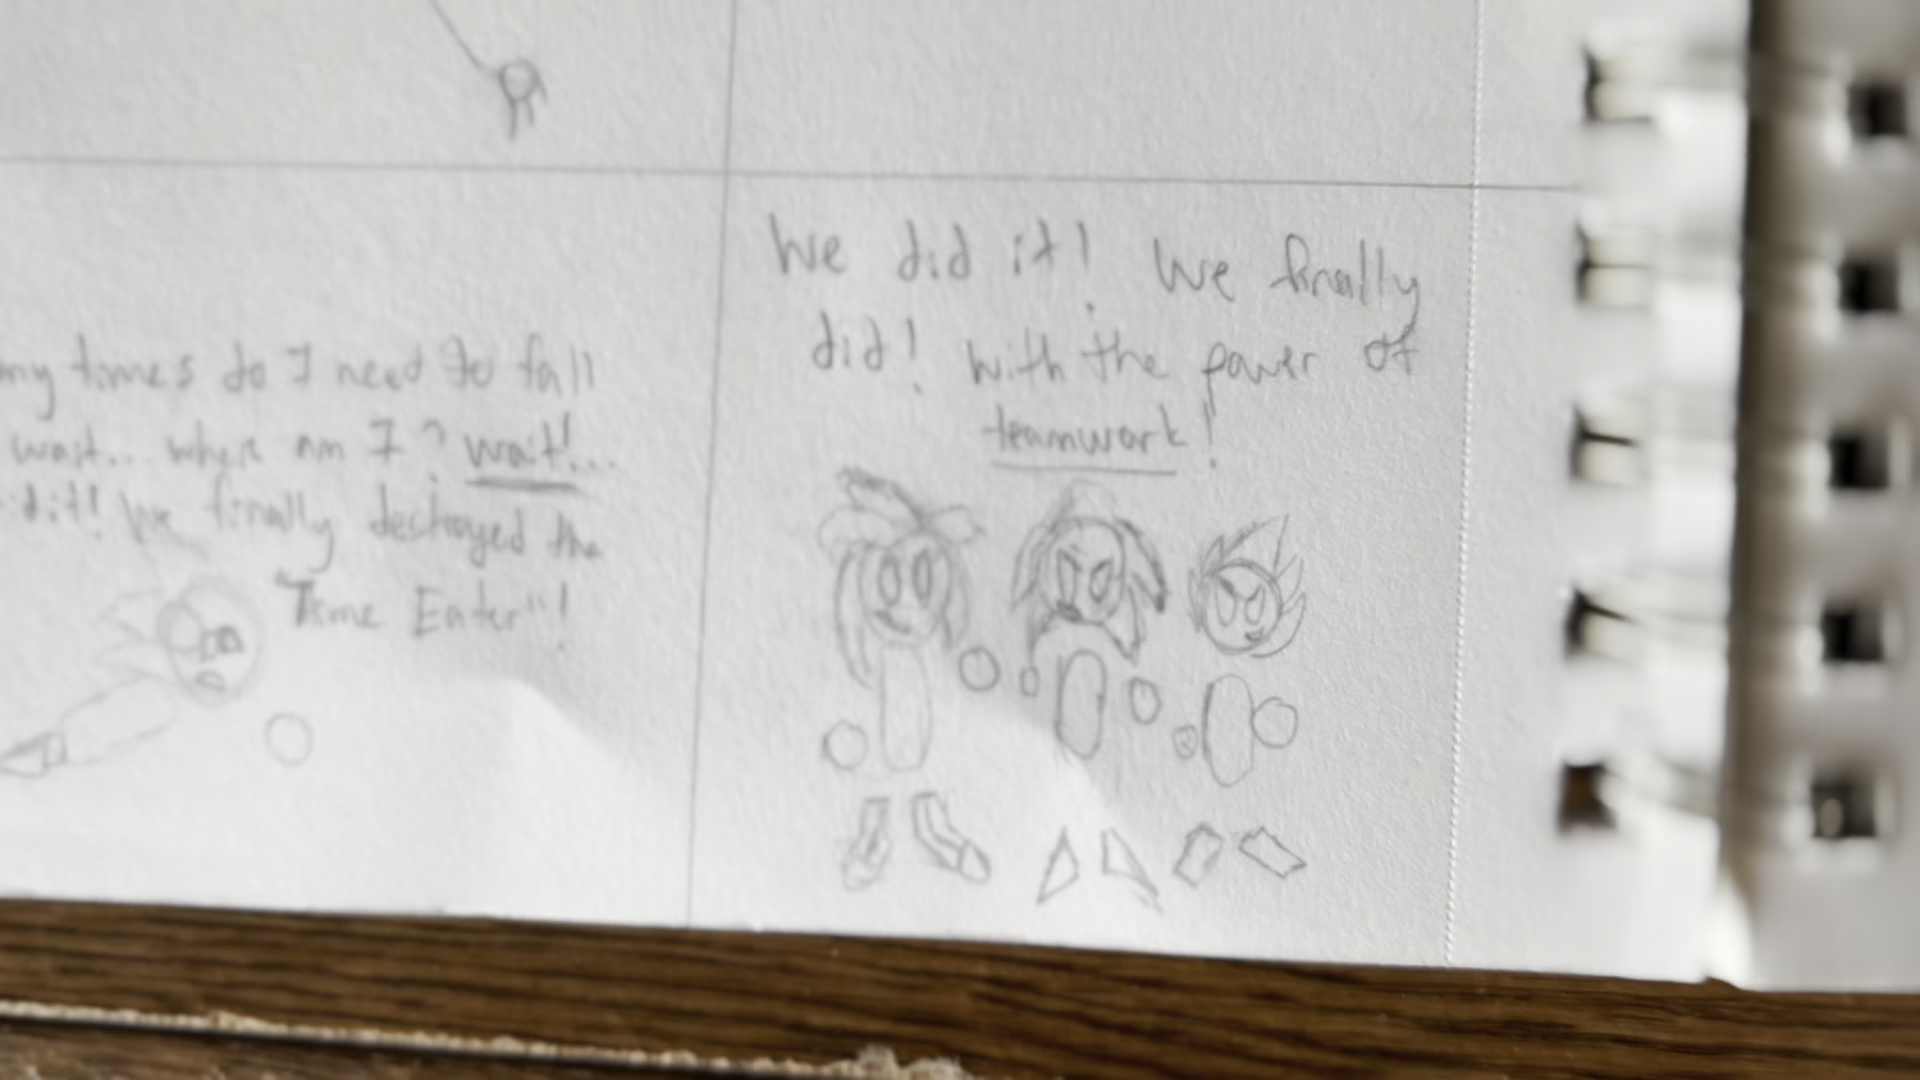 my times do I need to fall
wait... where am I? wait!...
did it! We finally destroyed the
"Time Eater"!
We did it! We finally
did! With the power of
teamwork!